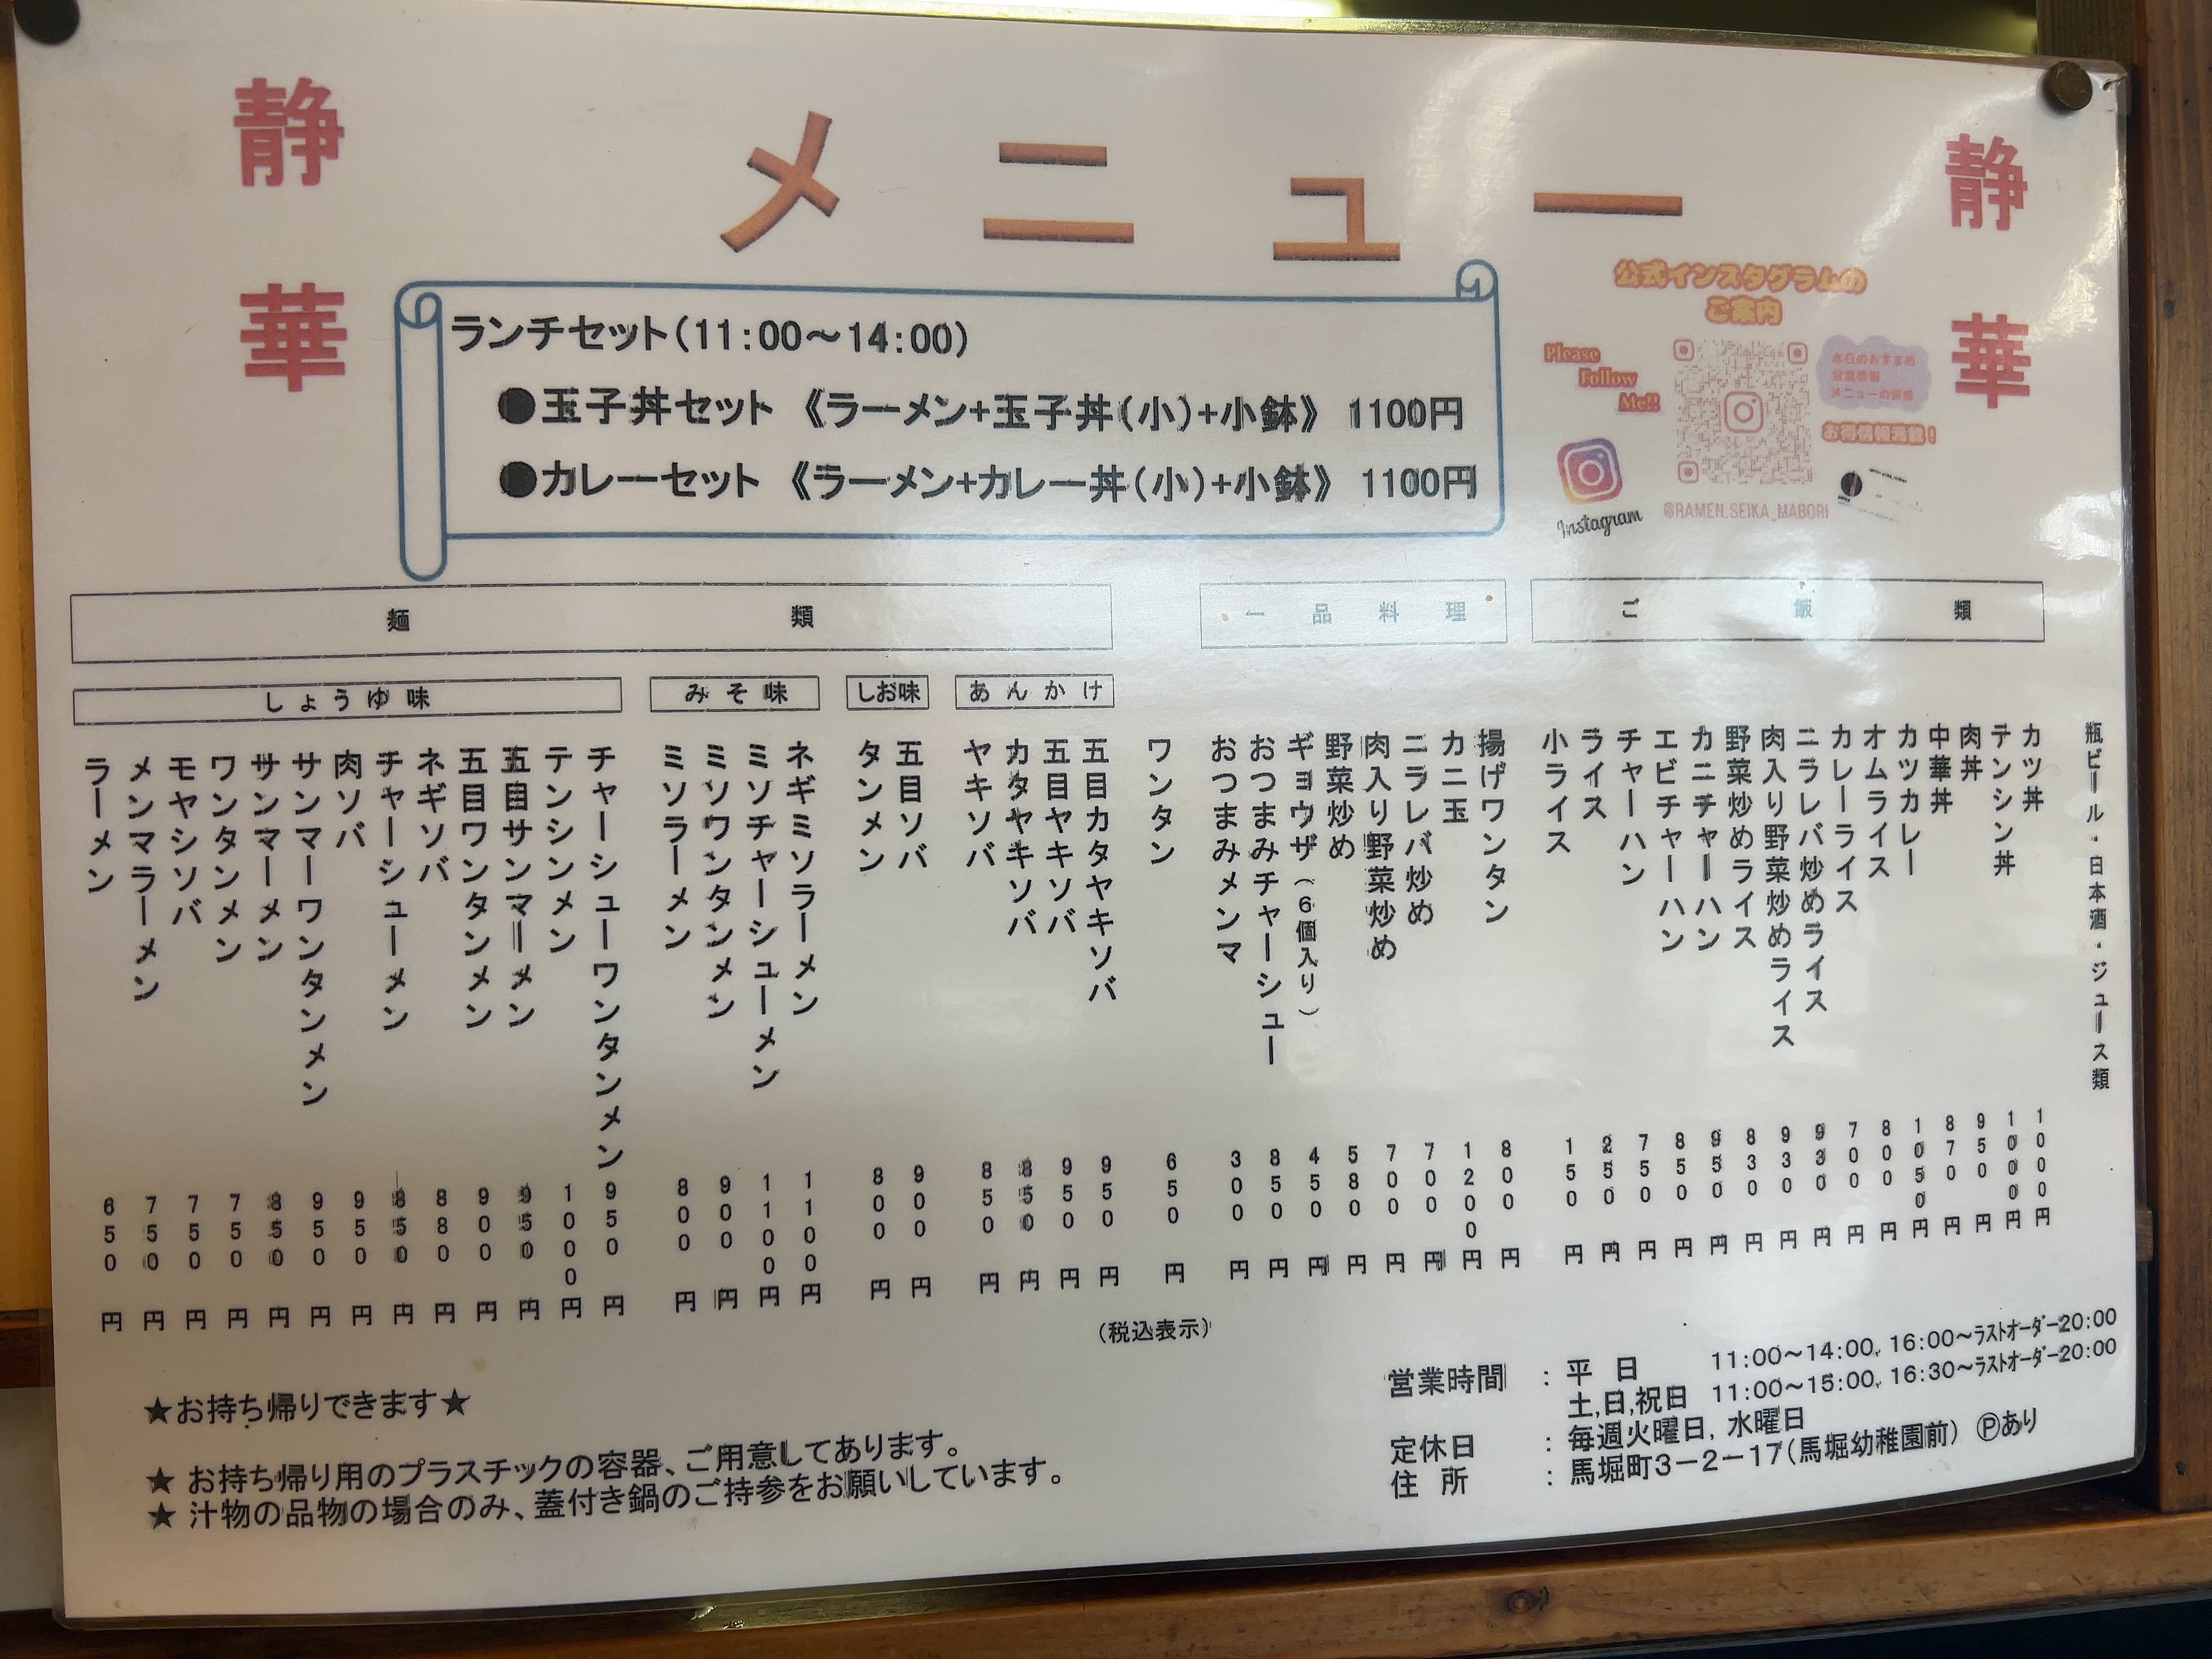 静華
メニュー
静華
ランチセット（11:00～14:00）
●玉子丼セット 《ラーメン+玉子丼（小）+小鉢》 1100円
●カレーセット 《ラーメン+カレー丼（小）+小鉢》 1100円
公式インスタグラムの
ご案内
Please
Follow
Me!!
本日のおすすめ
営業情報
お得情報満載！
Instagram
@RAMEN_SEIKA_MABORI
麺類
しょうゆ味
ラーメン 650円
メンマラーメン 750円
モヤシソバ 750円
ワンタンメン 750円
サンマーメン 850円
サンマーワンタンメン 950円
肉ソバ 950円
チャーシューメン 850円
ネギソバ 880円
五目ワンタンメン 900円
五目サンマーメン 950円
テンシンメン 1000円
チャーシューワンタンメン 950円
みそ味
ミソラーメン 800円
ミソワンタンメン 900円
ミソチャーシューメン 1100円
ネギミソラーメン 1100円
しお味
タンメン 800円
五目ソバ 900円
あんかけ
ヤキソバ 850円
カタヤキソバ 850円
五目ヤキソバ 950円
五目カタヤキソバ 950円
ワンタン 650円
一品料理
おつまみメンマ 300円
おつまみチャーシュー 850円
ギョウザ（6個入り） 450円
野菜炒め 580円
肉入り野菜炒め 700円
ニラレバ炒め 700円
カニ玉 1200円
揚げワンタン 800円
ご飯類
小ライス 150円
ライス 250円
チャーハン 750円
エビチャーハン 850円
カニチャーハン 950円
野菜炒めライス 830円
肉入り野菜炒めライス 930円
ニラレバ炒めライス 930円
カレーライス 700円
オムライス 800円
カツカレー 1050円
中華丼 870円
肉丼 950円
テンシン丼 1000円
カツ丼 1000円
瓶ビール・日本酒・ジュース類
（税込表示）
★お持ち帰りできます★
★ お持ち帰り用のプラスチックの容器、ご用意してあります。
★ 汁物の品物の場合のみ、蓋付き鍋のご持参をお願いしています。
営業時間 ：平 日 11:00～14:00, 16:00～ラストオーダー20:00
土,日,祝日 11:00～15:00, 16:30～ラストオーダー20:00
定休日 ：毎週火曜日, 水曜日
住 所 ：馬堀町3－2－17（馬堀幼稚園前） Ⓟあり